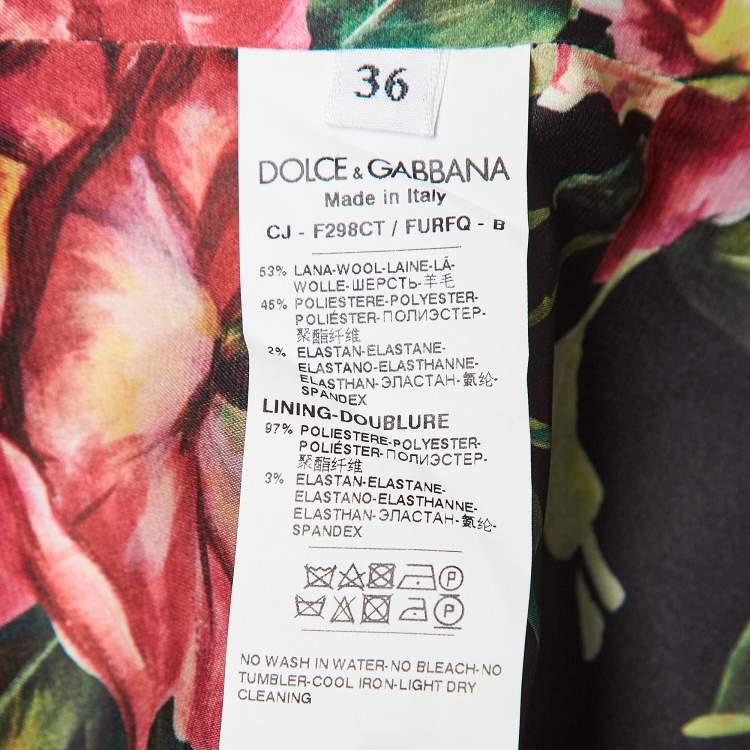 36
DOLCE & GABBANA
Made in Italy
CJ - F298CT / FURFQ - B
53% LANA-WOOL-LAINE-LÁ-
WOLLE-ШЕРСТЬ-羊毛
45% POLIESTERE-POLYESTER-
POLIÉSTER-ПОЛИЭСТЕР-
聚酯纤维
2% ELASTAN-ELASTANE-
ELASTANO-ELASTHANNE-
ELASTHAN-ЭЛАСТАН-氨纶-
SPANDEX
LINING-DOUBLURE
97% POLIESTERE-POLYESTER-
POLIÉSTER-ПОЛИЭСТЕР-
聚酯纤维
3% ELASTAN-ELASTANE-
ELASTANO-ELASTHANNE-
ELASTHAN-ЭЛАСТАН-氨纶-
SPANDEX
P
P
NO WASH IN WATER-NO BLEACH-NO
TUMBLER-COOL IRON-LIGHT DRY
CLEANING